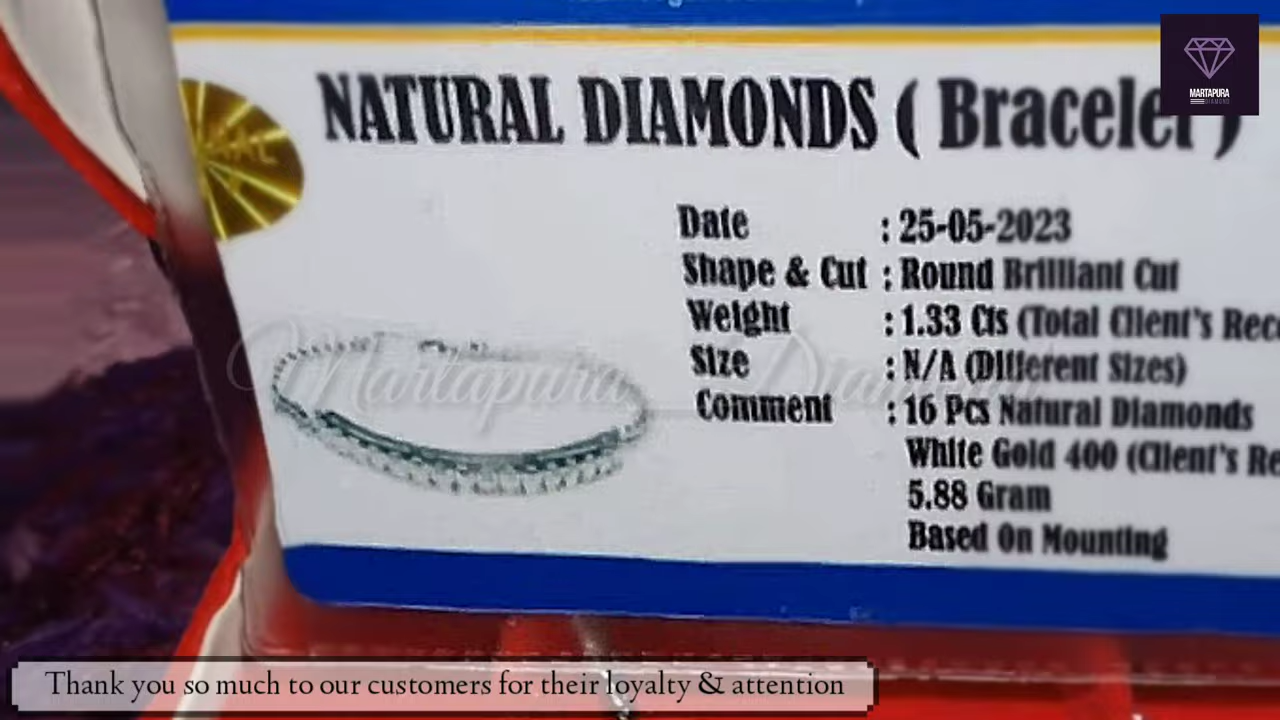 MARTAPURA
DIAMOND
NATURAL DIAMONDS ( Bracelet )
Date : 25-05-2023
Shape & Cut : Round Brilliant Cut
Weight : 1.33 Cts (Total Client's
Size : N/A (Different Sizes)
Comment : 16 Pcs Natural Diamonds
White Gold 400 (Client's
5.88 Gram
Based On Mounting
Martapura Diamond
Thank you so much to our customers for their loyalty & attention